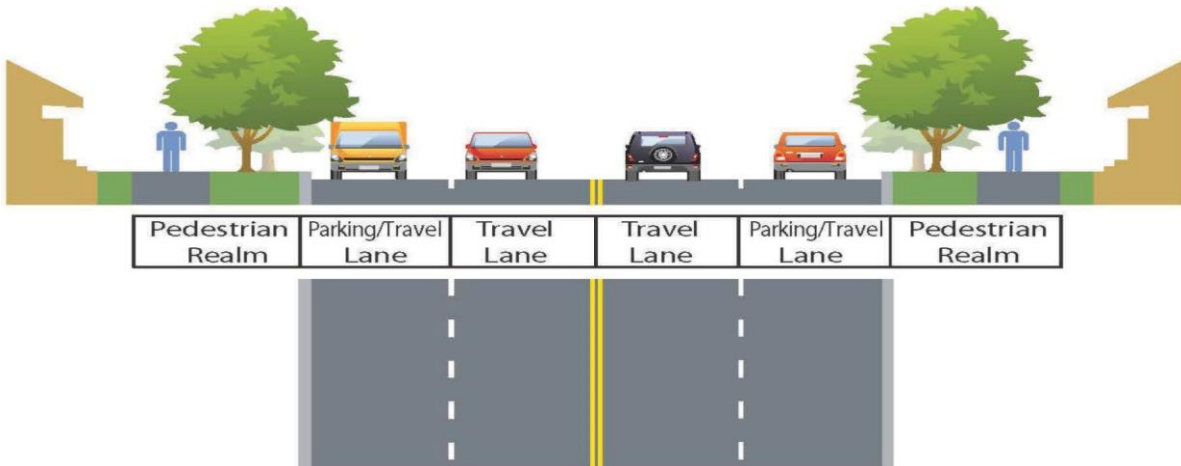 Pedestrian
Realm
Parking/Travel
Lane
Travel
Lane
Travel
Lane
Parking/Travel
Lane
Pedestrian
Realm